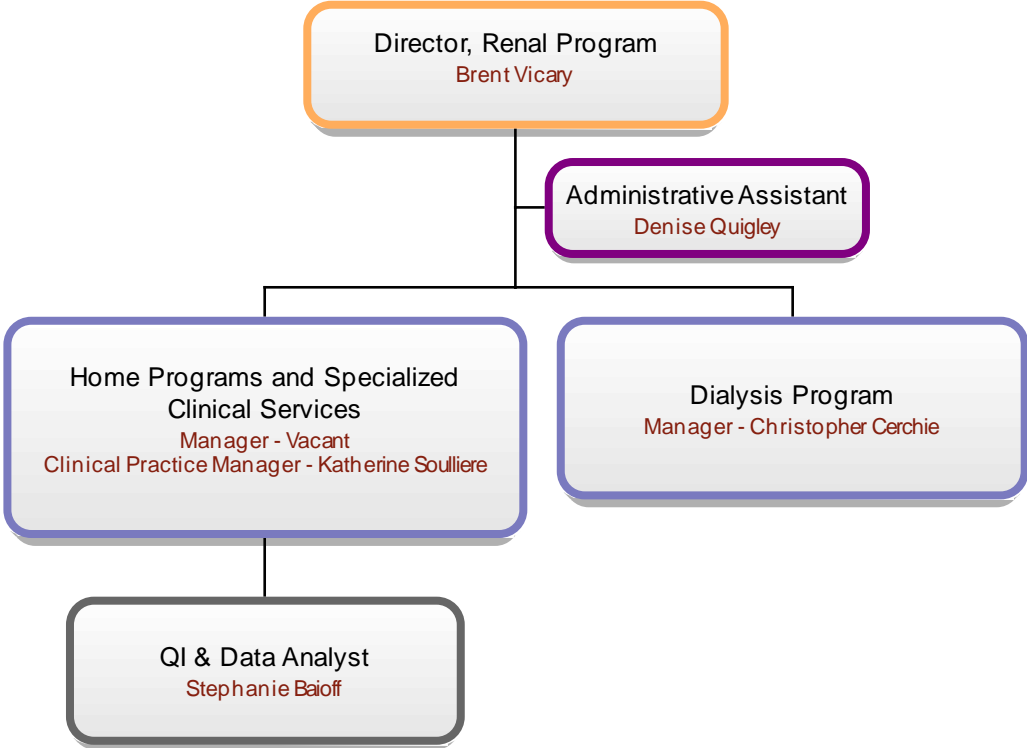 Director, Renal Program
Brent Vicary
Administrative Assistant
Denise Quigley
Home Programs and Specialized
Clinical Services
Manager - Vacant
Clinical Practice Manager - Katherine Soulliere
Dialysis Program
Manager - Christopher Cerchie
QI & Data Analyst
Stephanie Baioff